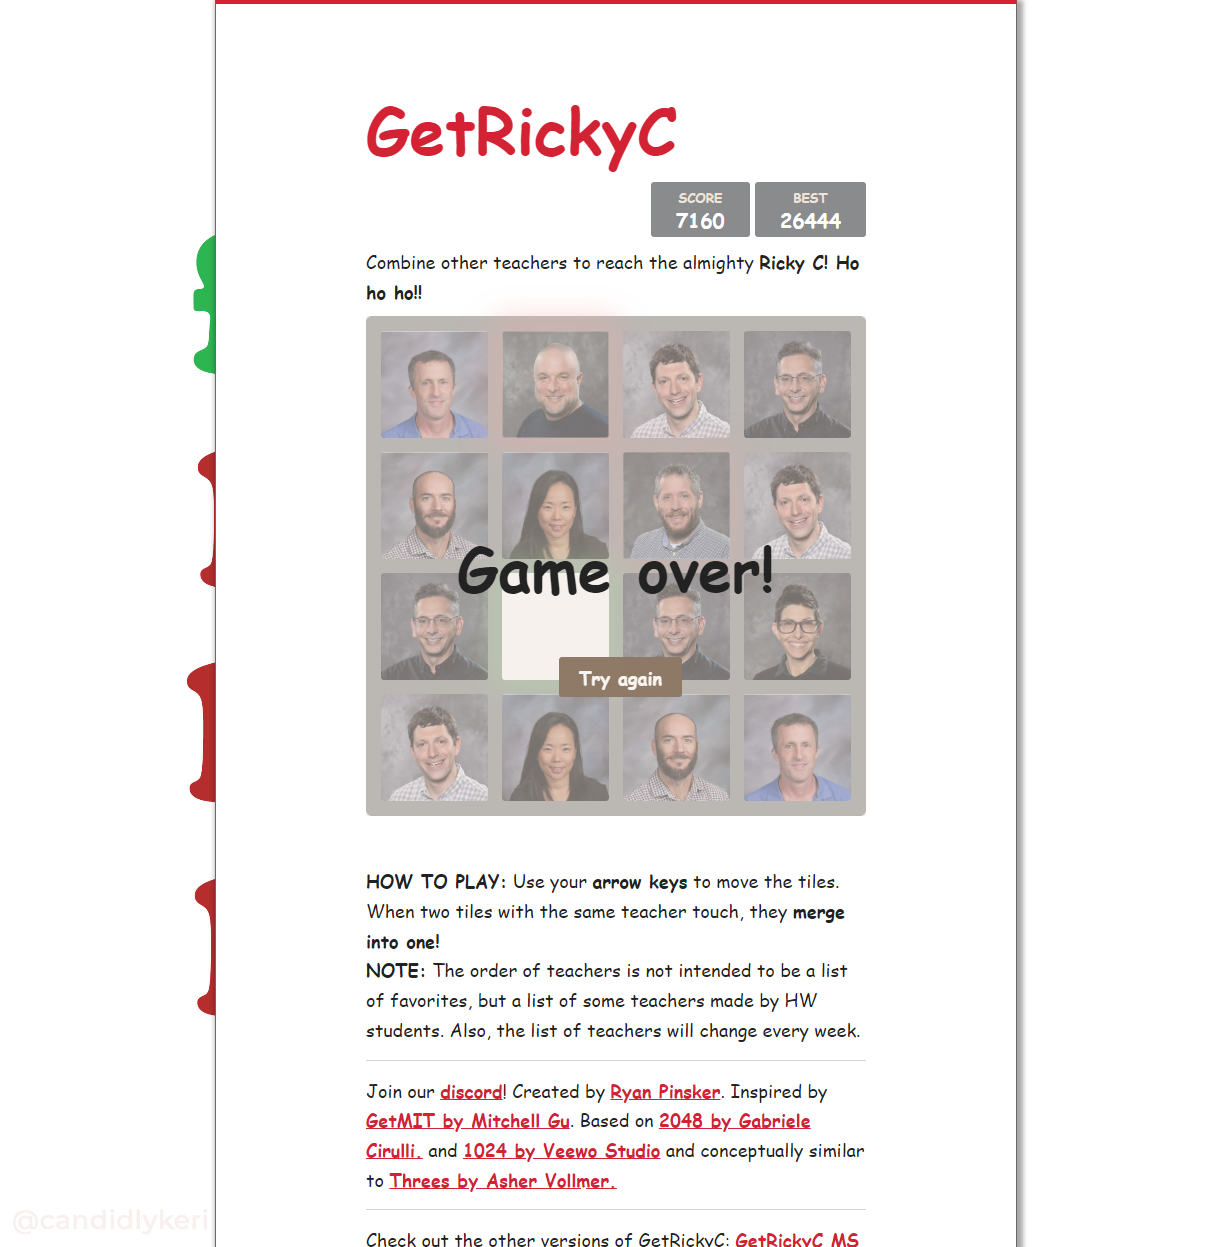 GetRickyC
SCORE
7160
BEST
26444
Combine other teachers to reach the almighty Ricky C! Ho
ho ho!!
Game over!
Try again
HOW TO PLAY: Use your arrow keys to move the tiles.
When two tiles with the same teacher touch, they merge
into one!
NOTE: The order of teachers is not intended to be a list
of favorites, but a list of some teachers made by HW
students. Also, the list of teachers will change every week.
Join our discord! Created by Ryan Pinsker. Inspired by
GetMIT by Mitchell Gu. Based on 2048 by Gabriele
Cirulli. and 1024 by Veewo Studio and conceptually similar
to Threes by Asher Vollmer.
@candidlykeri
Check out the other versions of GetRickyC: GetRickyC MS